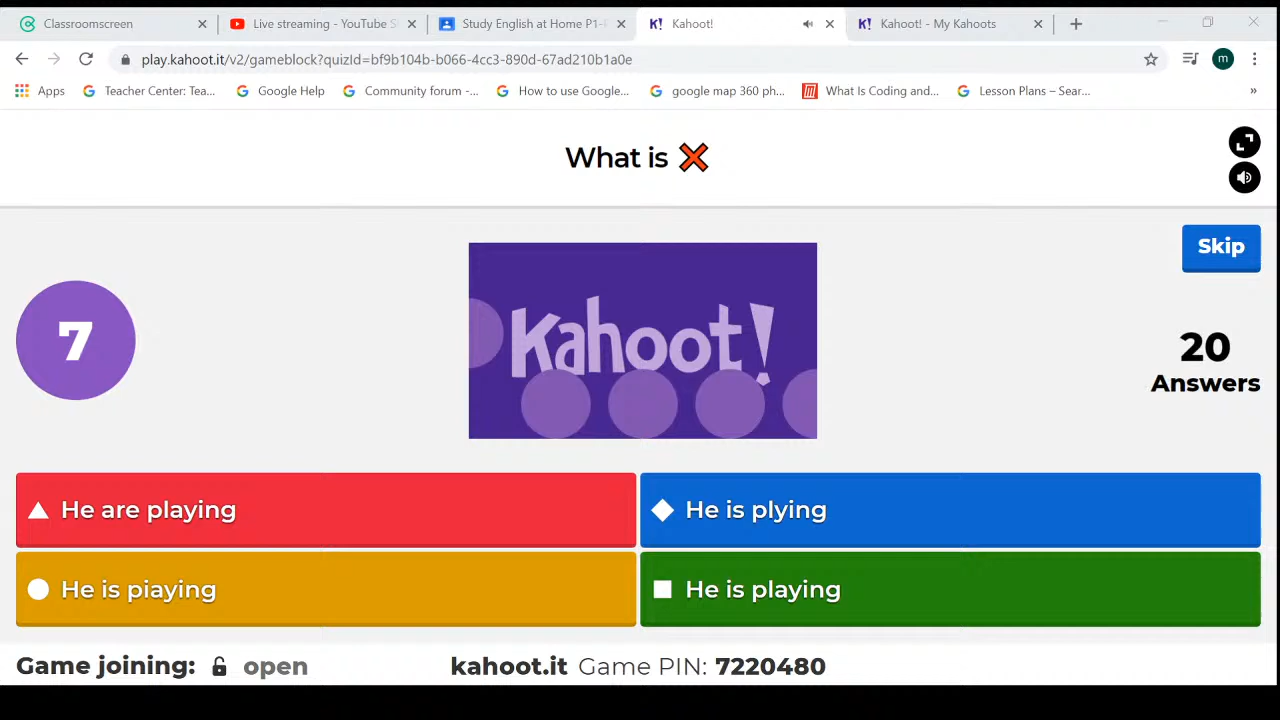 Classroomscreen
Live streaming - YouTube S
Study English at Home P1-
Kahoot!
Kahoot! - My Kahoots
play.kahoot.it/v2/gameblock?quizId=bf9b104b-b066-4cc3-890d-67ad210b1a0e
m
Apps
Teacher Center: Tea...
Google Help
Community forum -...
How to use Google...
google map 360 ph...
What Is Coding and...
Lesson Plans – Sear...
What is ❌
Skip
7
Kahoot!
20
Answers
He are playing
He is plying
He is piaying
He is playing
Game joining: open
kahoot.it Game PIN: 7220480